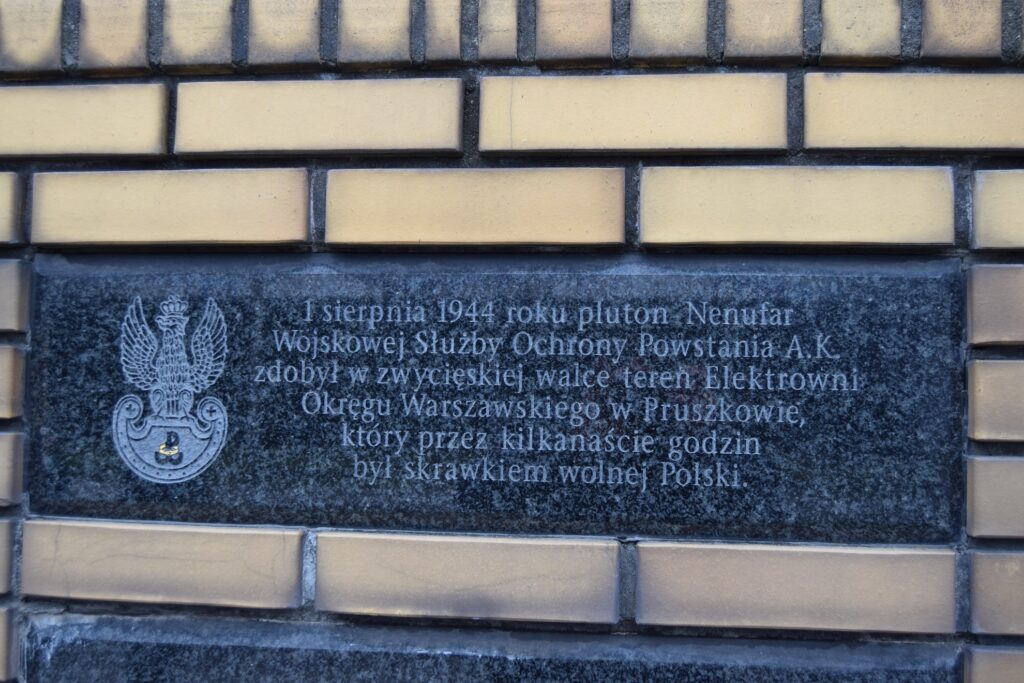 1 sierpnia 1944 roku pluton Nenufar
Wojskowej Służby Ochrony Powstania A.K.
zdobył w zwycięskiej walce teren Elektrowni
Okręgu Warszawskiego w Pruszkowie,
który przez kilkanaście godzin
był skrawkiem wolnej Polski.